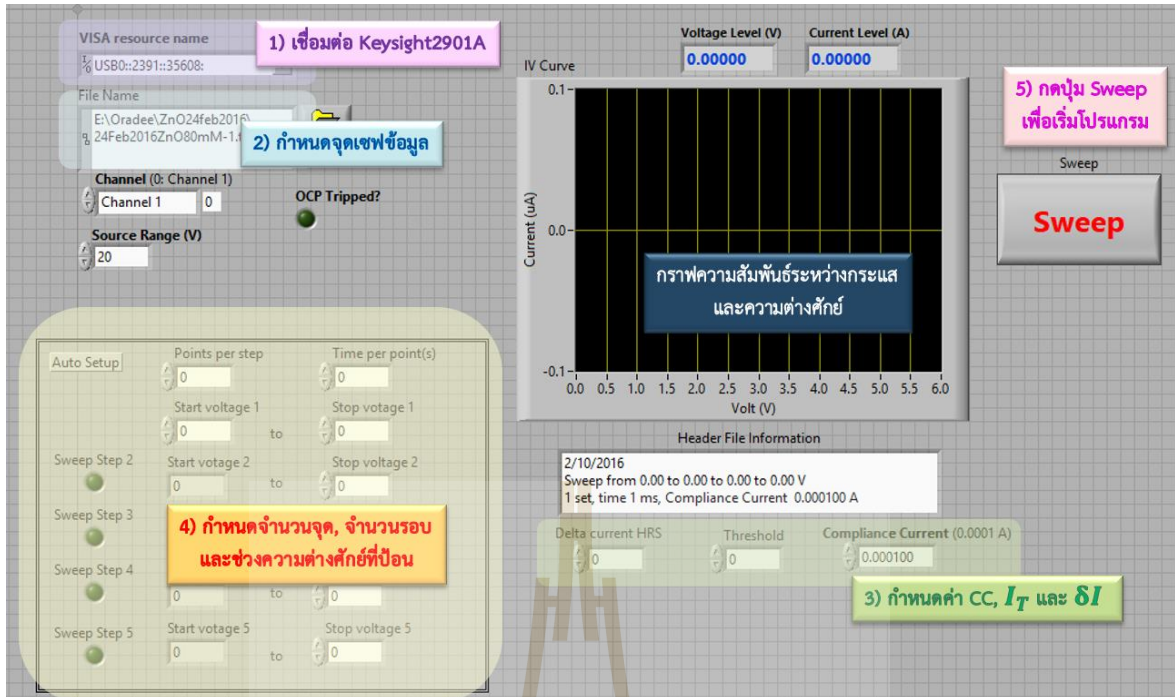 VISA resource name
USB0::2391::35608:
1) เชื่อมต่อ Keysight2901A
File Name
E:\Oradee\ZnO24feb2016\
24Feb2016ZnO80mM-1.
2) กำหนดจุดเซฟข้อมูล
Channel (0: Channel 1)
Channel 1 0
OCP Tripped?
Source Range (V)
20
Voltage Level (V) Current Level (A)
0.00000 0.00000
IV Curve
0.1
0.0
-0.1
Current (uA)
กราฟความสัมพันธ์ระหว่างกระแส
และความต่างศักย์
0.0 0.5 1.0 1.5 2.0 2.5 3.0 3.5 4.0 4.5 5.0 5.5 6.0
Volt (V)
5) กดปุ่ม Sweep
เพื่อเริ่มโปรแกรม
Sweep
Sweep
Auto Setup
Points per step Time per point(s)
0 0
Start voltage 1 Stop votage 1
0 to 0
Sweep Step 2 Start votage 2 Stop voltage 2
0 to 0
Sweep Step 3
4) กำหนดจำนวนจุด, จำนวนรอบ
และช่วงความต่างศักย์ที่ป้อน
Sweep Step 4
0 to 0
Sweep Step 5 Start votage 5 Stop voltage 5
0 to 0
Header File Information
2/10/2016
Sweep from 0.00 to 0.00 to 0.00 to 0.00 V
1 set, time 1 ms, Compliance Current 0.000100 A
Delta current HRS Threshold Compliance Current (0.0001 A)
0 0 0.000100
3) กำหนดค่า CC, I_T และ δI